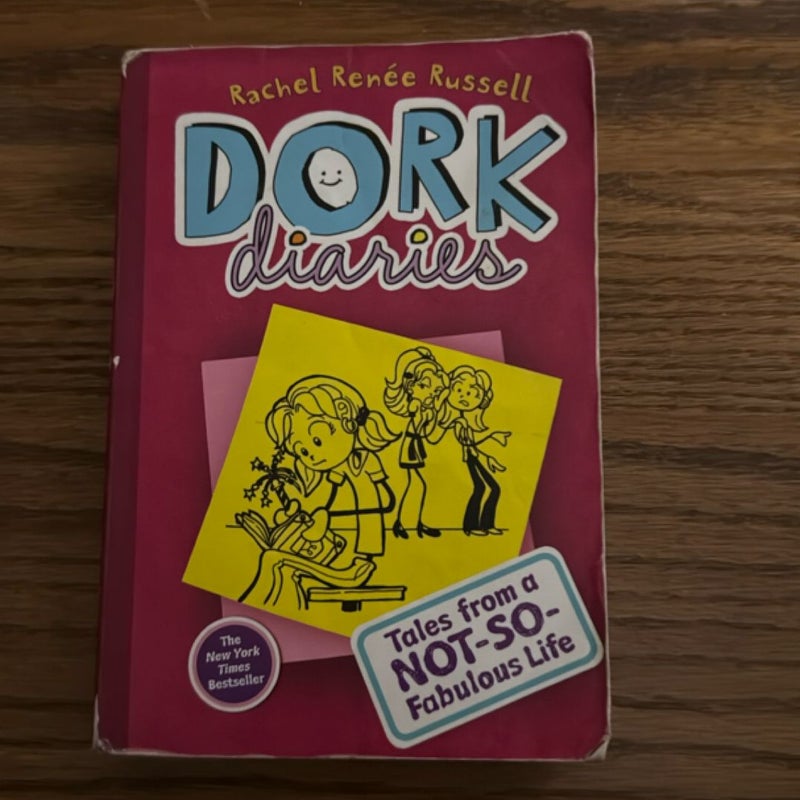 Rachel Renée Russell
DORK
diaries
Tales from a
NOT-SO-
Fabulous Life
The
New York
Times
Bestseller